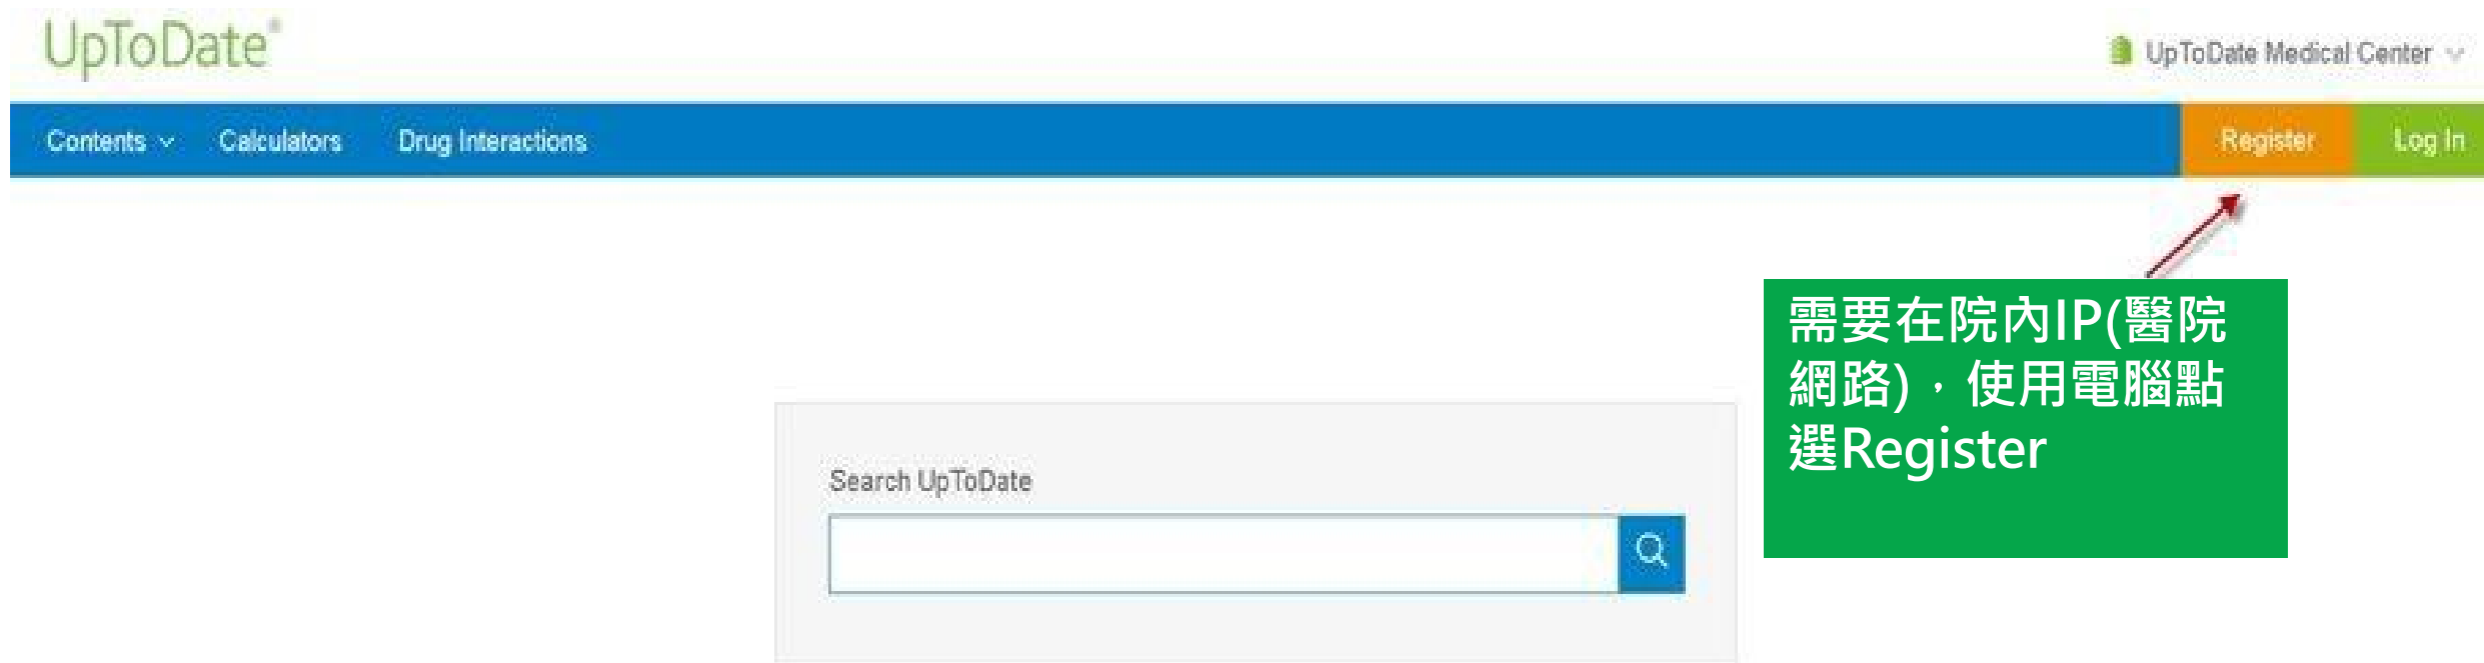 UpToDate®
UpToDate Medical Center
Contents
Calculators
Drug Interactions
Register
Log In
需要在院內IP(醫院
網路)，使用電腦點
選Register
Search UpToDate